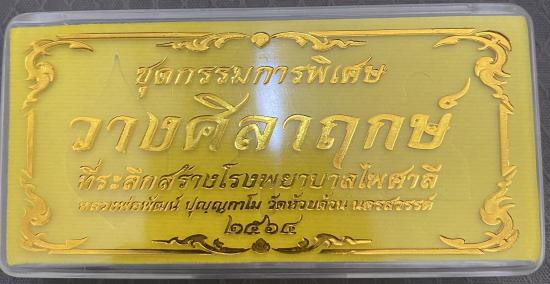 ชุดกรรมการพิเศษ
วางศิลาฤกษ์
ที่ระลึกสร้างโรงพยาบาลไพศาลี
หลวงพ่อพัฒน์ ปุญฺญกาโม วัดห้วยด้วน นครสวรรค์
๒๕๖๔